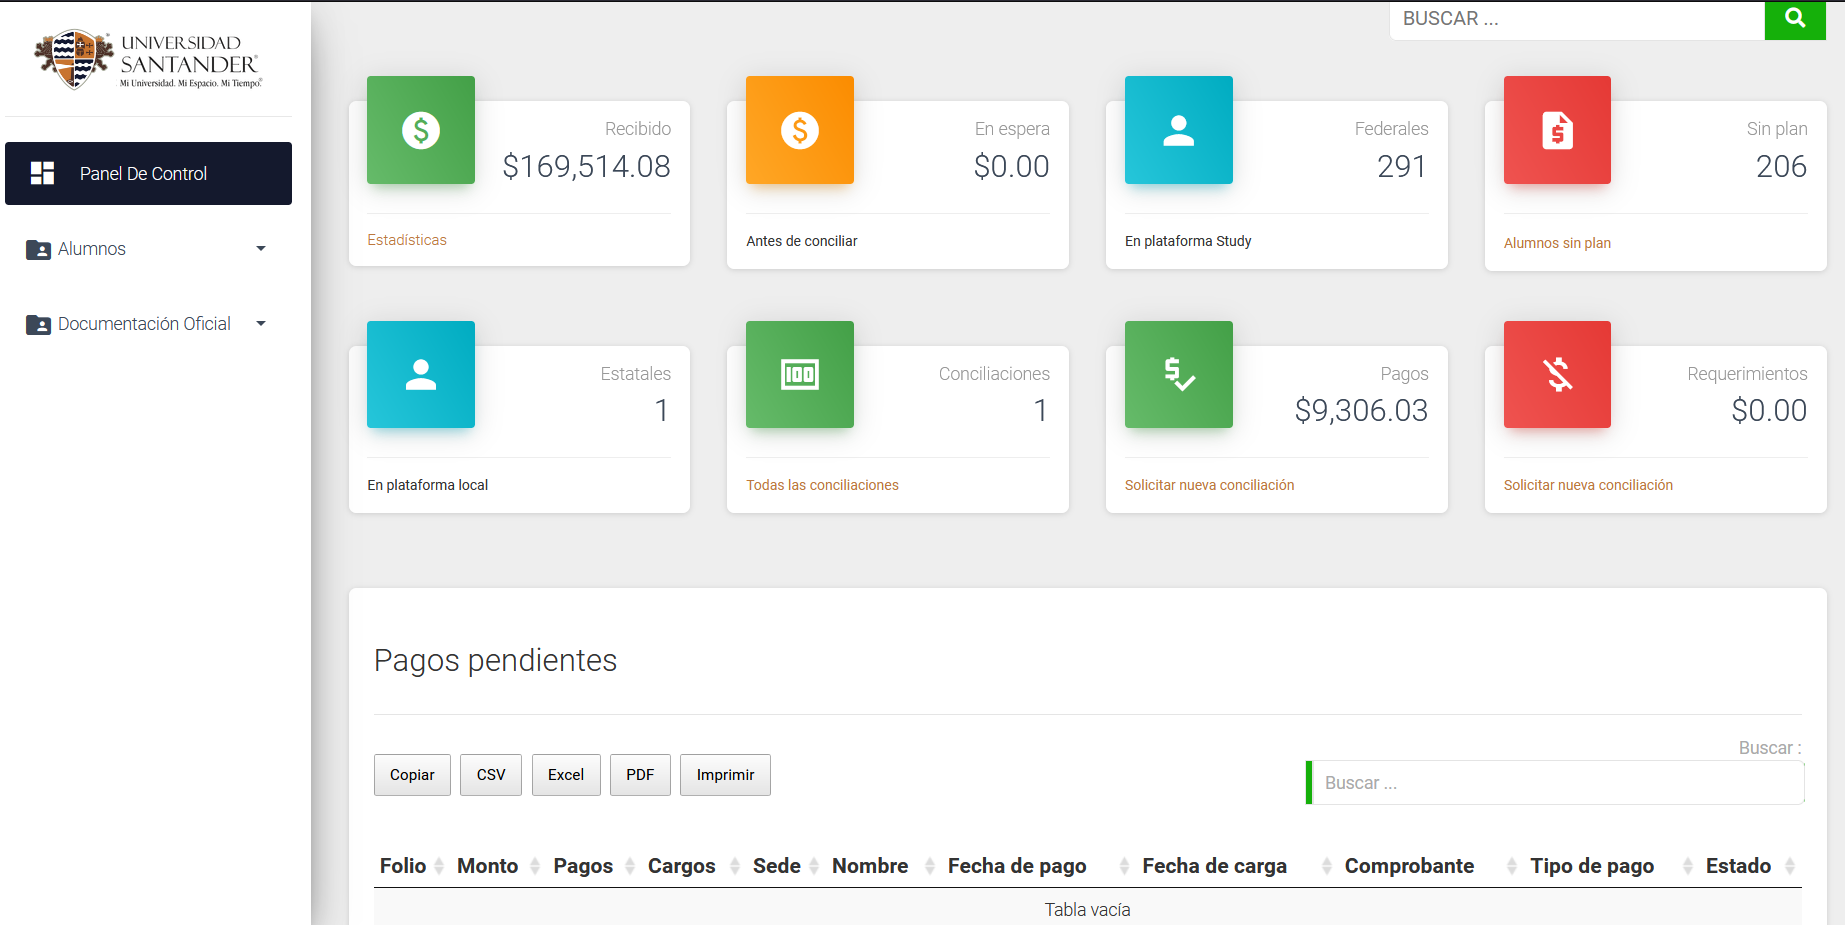 UNIVERSIDAD
SANTANDER®
Mi Universidad. Mi Espacio. Mi Tiempo.®
Panel De Control
Alumnos
Documentación Oficial
BUSCAR ...
Recibido
$169,514.08
Estadísticas
En espera
$0.00
Antes de conciliar
Federales
291
En plataforma Study
Sin plan
206
Alumnos sin plan
Estatales
1
En plataforma local
100
Conciliaciones
1
Todas las conciliaciones
Pagos
$9,306.03
Solicitar nueva conciliación
Requerimientos
$0.00
Solicitar nueva conciliación
Pagos pendientes
Copiar CSV Excel PDF Imprimir
Buscar :
Buscar ...
Folio Monto Pagos Cargos Sede Nombre Fecha de pago Fecha de carga Comprobante Tipo de pago Estado
Tabla vacía